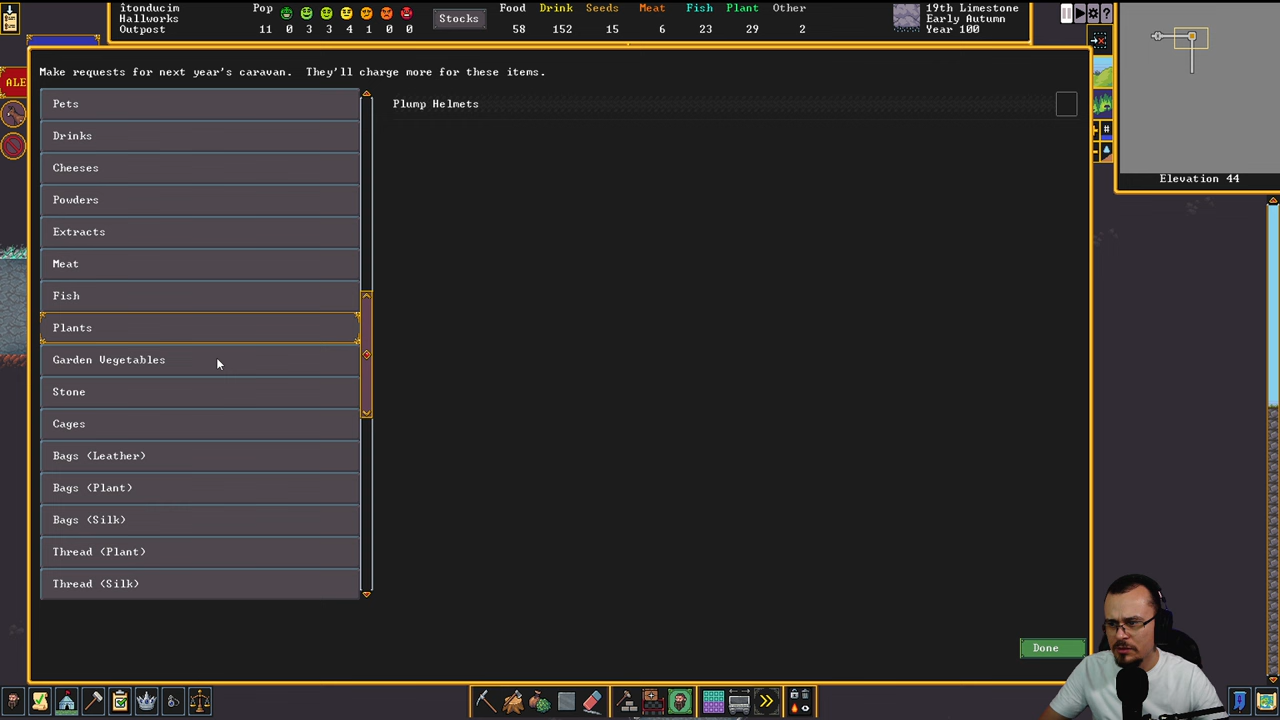 îtonducim
Hallworks
Outpost
Pop
11 0 3 3 4 1 0 0
Stocks
Food Drink Seeds Meat Fish Plant Other
58 152 15 6 23 29 2
19th Limestone
Early Autumn
Year 100
ALE
Make requests for next year's caravan. They'll charge more for these items.
Pets
Plump Helmets
Drinks
Cheeses
Powders
Elevation 44
Extracts
Meat
Fish
Plants
Garden Vegetables
Stone
Cages
Bags (Leather)
Bags (Plant)
Bags (Silk)
Thread (Plant)
Thread (Silk)
Done